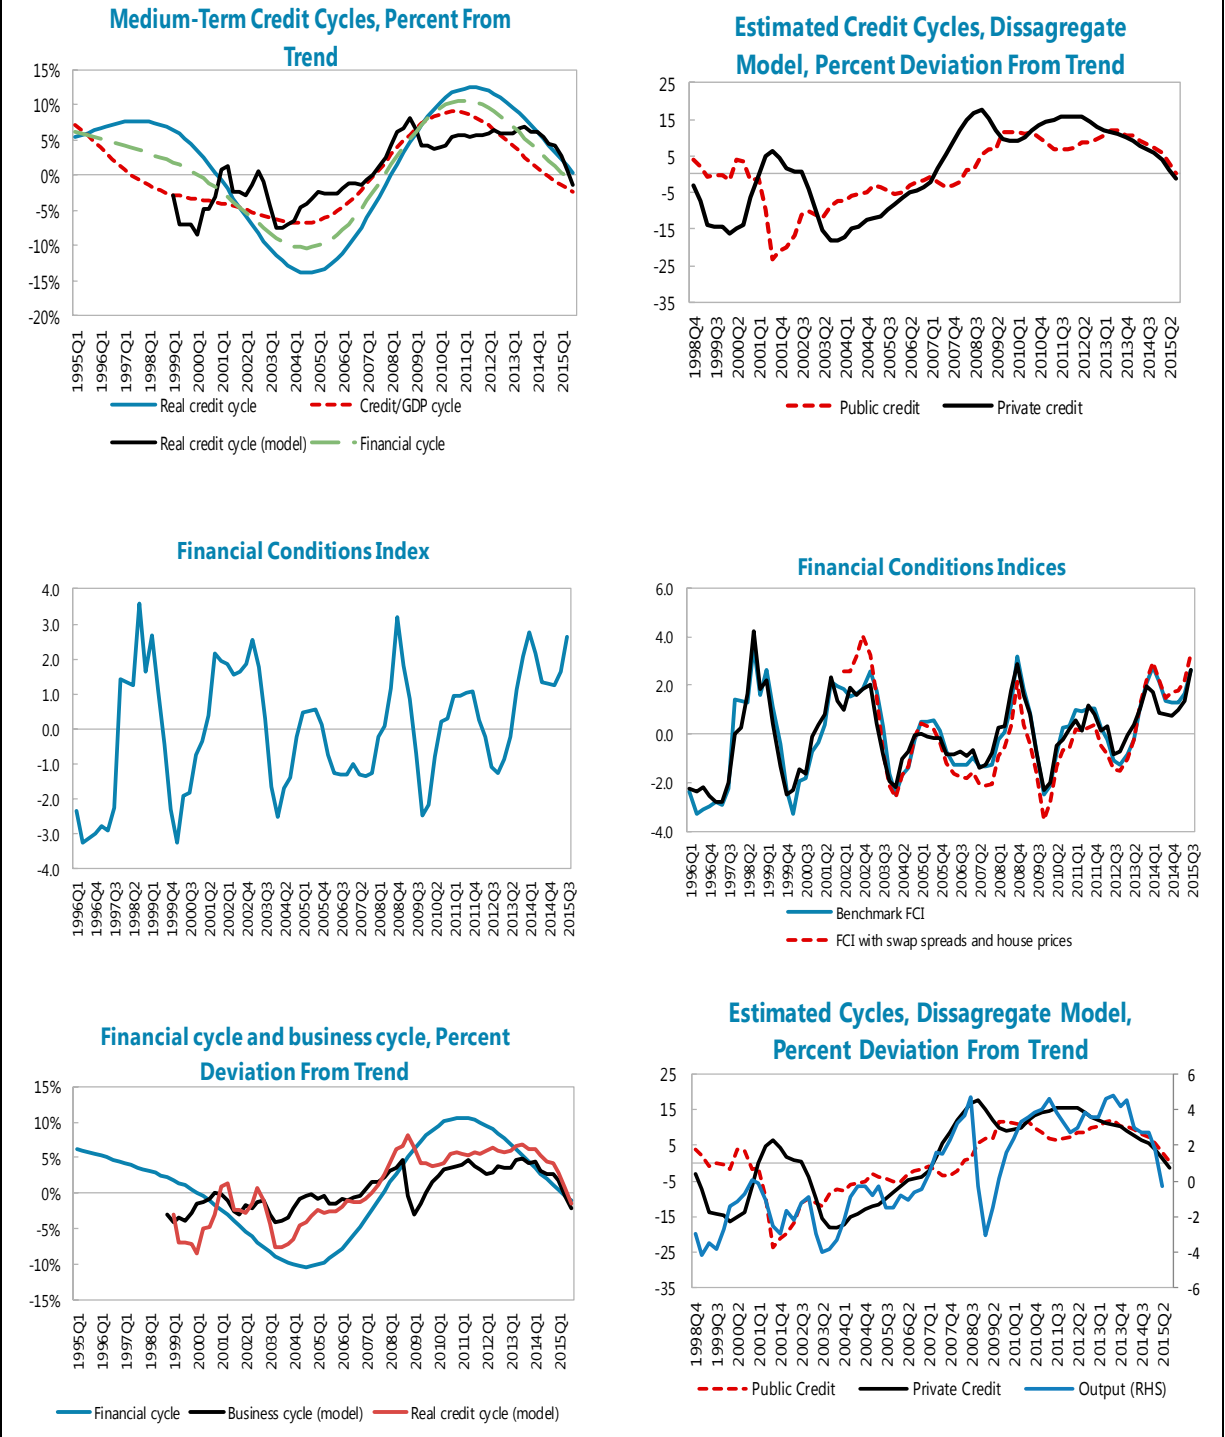 Medium-Term Credit Cycles, Percent From
Trend
15%
10%
5%
0%
-5%
-10%
-15%
-20%
1995Q1
1996Q1
1997Q1
1998Q1
1999Q1
2000Q1
2001Q1
2002Q1
2003Q1
2004Q1
2005Q1
2006Q1
2007Q1
2008Q1
2009Q1
2010Q1
2011Q1
2012Q1
2013Q1
2014Q1
2015Q1
Real credit cycle
Credit/GDP cycle
Real credit cycle (model)
Financial cycle
Estimated Credit Cycles, Dissagregate
Model, Percent Deviation From Trend
25
15
5
-5
-15
-25
-35
1998Q4
1999Q3
2000Q2
2001Q1
2001Q4
2002Q3
2003Q2
2004Q1
2004Q4
2005Q3
2006Q2
2007Q1
2007Q4
2008Q3
2009Q2
2010Q1
2010Q4
2011Q3
2012Q2
2013Q1
2013Q4
2014Q3
2015Q2
Public credit
Private credit
Financial Conditions Index
4.0
3.0
2.0
1.0
0.0
-1.0
-2.0
-3.0
-4.0
1996Q1
1996Q4
1997Q3
1998Q2
1999Q1
1999Q4
2000Q3
2001Q2
2002Q1
2002Q4
2003Q3
2004Q2
2005Q1
2005Q4
2006Q3
2007Q2
2008Q1
2008Q4
2009Q3
2010Q2
2011Q1
2011Q4
2012Q3
2013Q2
2014Q1
2014Q4
2015Q3
Financial Conditions Indices
6.0
4.0
2.0
0.0
-2.0
-4.0
1996Q1
1996Q4
1997Q3
1998Q2
1999Q1
1999Q4
2000Q3
2001Q2
2002Q1
2002Q4
2003Q3
2004Q2
2005Q1
2005Q4
2006Q3
2007Q2
2008Q1
2008Q4
2009Q3
2010Q2
2011Q1
2011Q4
2012Q3
2013Q2
2014Q1
2014Q4
2015Q3
Benchmark FCI
FCI with swap spreads and house prices
Financial cycle and business cycle, Percent
Deviation From Trend
15%
10%
5%
0%
-5%
-10%
-15%
1995Q1
1996Q1
1997Q1
1998Q1
1999Q1
2000Q1
2001Q1
2002Q1
2003Q1
2004Q1
2005Q1
2006Q1
2007Q1
2008Q1
2009Q1
2010Q1
2011Q1
2012Q1
2013Q1
2014Q1
2015Q1
Financial cycle
Business cycle (model)
Real credit cycle (model)
Estimated Cycles, Dissagregate Model,
Percent Deviation From Trend
25
15
5
-5
-15
-25
-35
6
4
2
0
-2
-4
-6
1998Q4
1999Q3
2000Q2
2001Q1
2001Q4
2002Q3
2003Q2
2004Q1
2004Q4
2005Q3
2006Q2
2007Q1
2007Q4
2008Q3
2009Q2
2010Q1
2010Q4
2011Q3
2012Q2
2013Q1
2013Q4
2014Q3
2015Q2
Public Credit
Private Credit
Output (RHS)